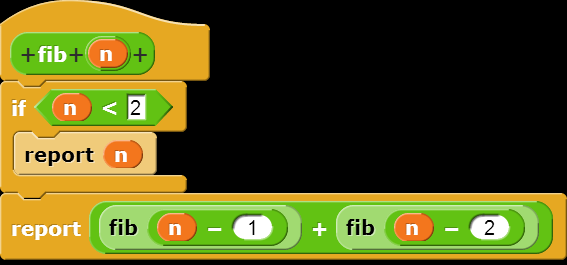 +fib+ n +
if n < 2
report n
report fib n − 1 + fib n − 2